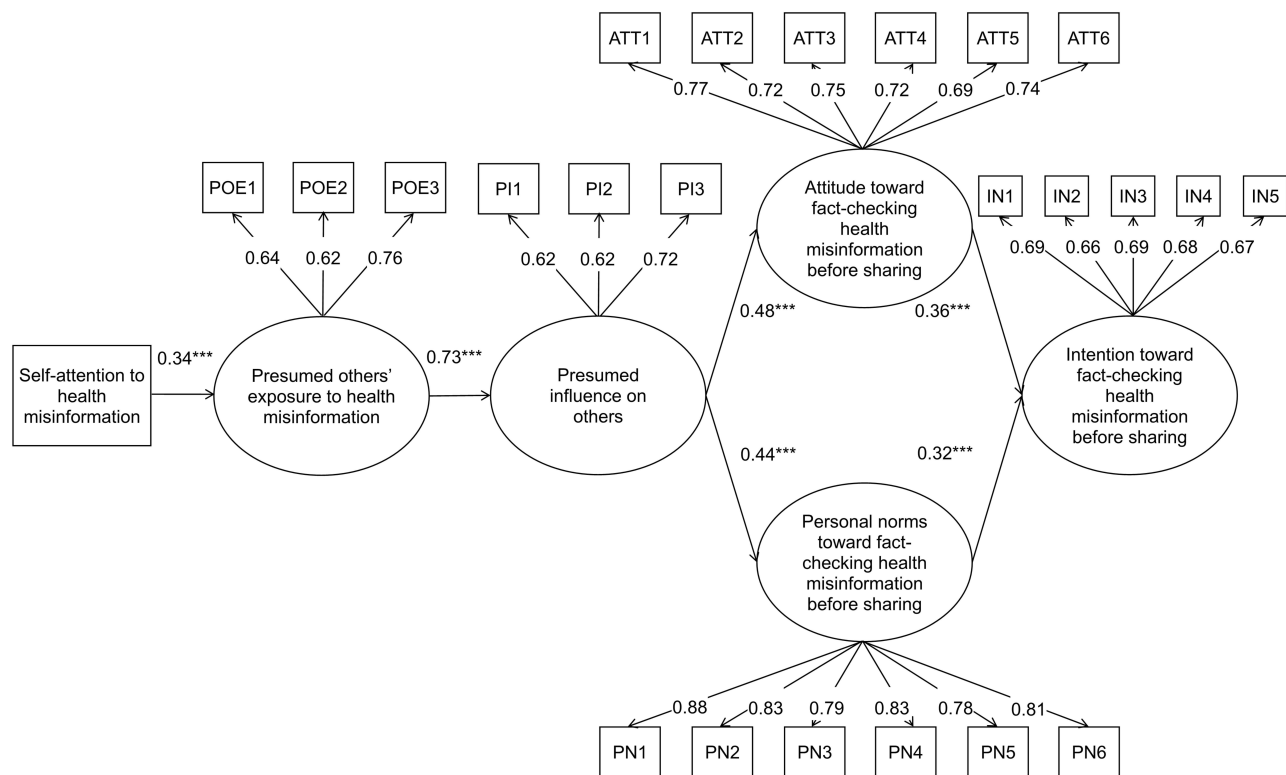 ATT1 ATT2 ATT3 ATT4 ATT5 ATT6
0.77 0.72 0.75 0.72 0.69 0.74
POE1 POE2 POE3
0.64 0.62 0.76
PI1 PI2 PI3
0.62 0.62 0.72
Attitude toward
fact-checking
health
misinformation
before sharing
IN1 IN2 IN3 IN4 IN5
0.69 0.66 0.69 0.68 0.67
Self-attention to
health
misinformation
0.34***
Presumed others’
exposure to health
misinformation
0.73***
Presumed
influence on
others
0.48***
0.36***
0.44***
0.32***
Intention toward
fact-checking
health
misinformation
before sharing
Personal norms
toward fact-
checking health
misinformation
before sharing
0.88 0.83 0.79 0.83 0.78 0.81
PN1 PN2 PN3 PN4 PN5 PN6